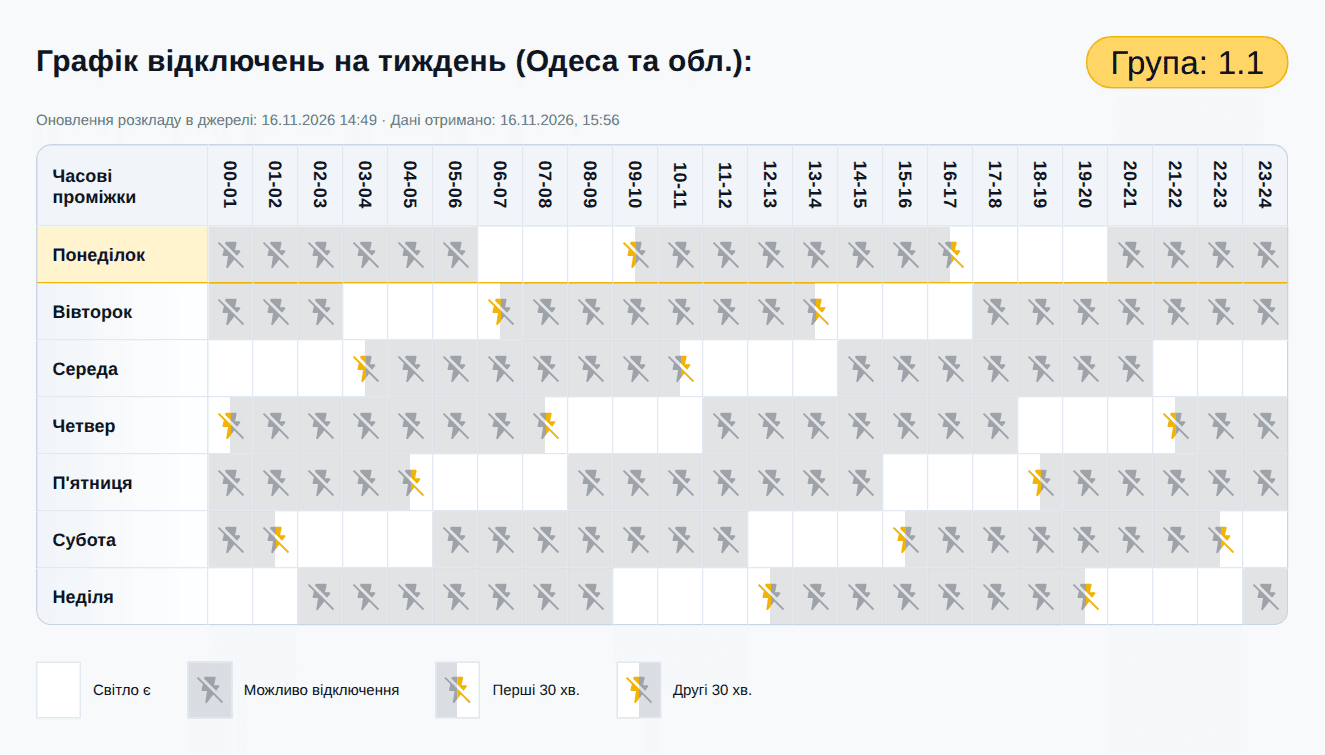 Графік відключень на тиждень (Одеса та обл.):
Група: 1.1
Оновлення розкладу в джерелі: 16.11.2026 14:49 · Дані отримано: 16.11.2026, 15:56
Часові
проміжки
00-01 01-02 02-03 03-04 04-05 05-06 06-07 07-08 08-09 09-10 10-11 11-12 12-13 13-14 14-15 15-16 16-17 17-18 18-19 19-20 20-21 21-22 22-23 23-24
Понеділок
Вівторок
Середа
Четвер
П'ятниця
Субота
Неділя
Світло є
Можливо відключення
Перші 30 хв.
Другі 30 хв.